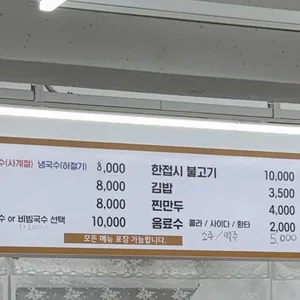 수(사계절) 냉국수(하절기) 8,000
8,000
8,000
수 or 비빔국수 선택 10,000
(+1,000)
모든 메뉴 포장 가능합니다.
한접시 불고기 10,000
김밥 3,500
찐만두 4,000
음료수 콜라 / 사이다 / 환타 2,000
소주 / 맥주 5,000